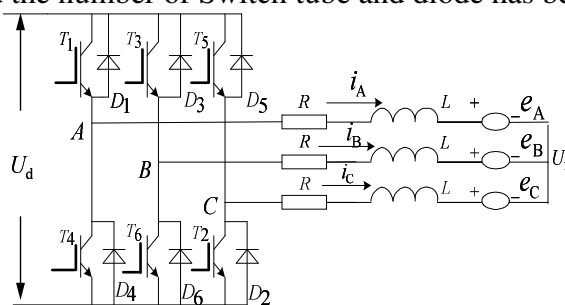 the number of Switch tube and diode has be
T1 T3 T5
D1 D3 D5
R iA L + - eA
A
Ud
R iB L + - eB
B
U
R iC L + - eC
C
T4 T6 T2
D4 D6 D2